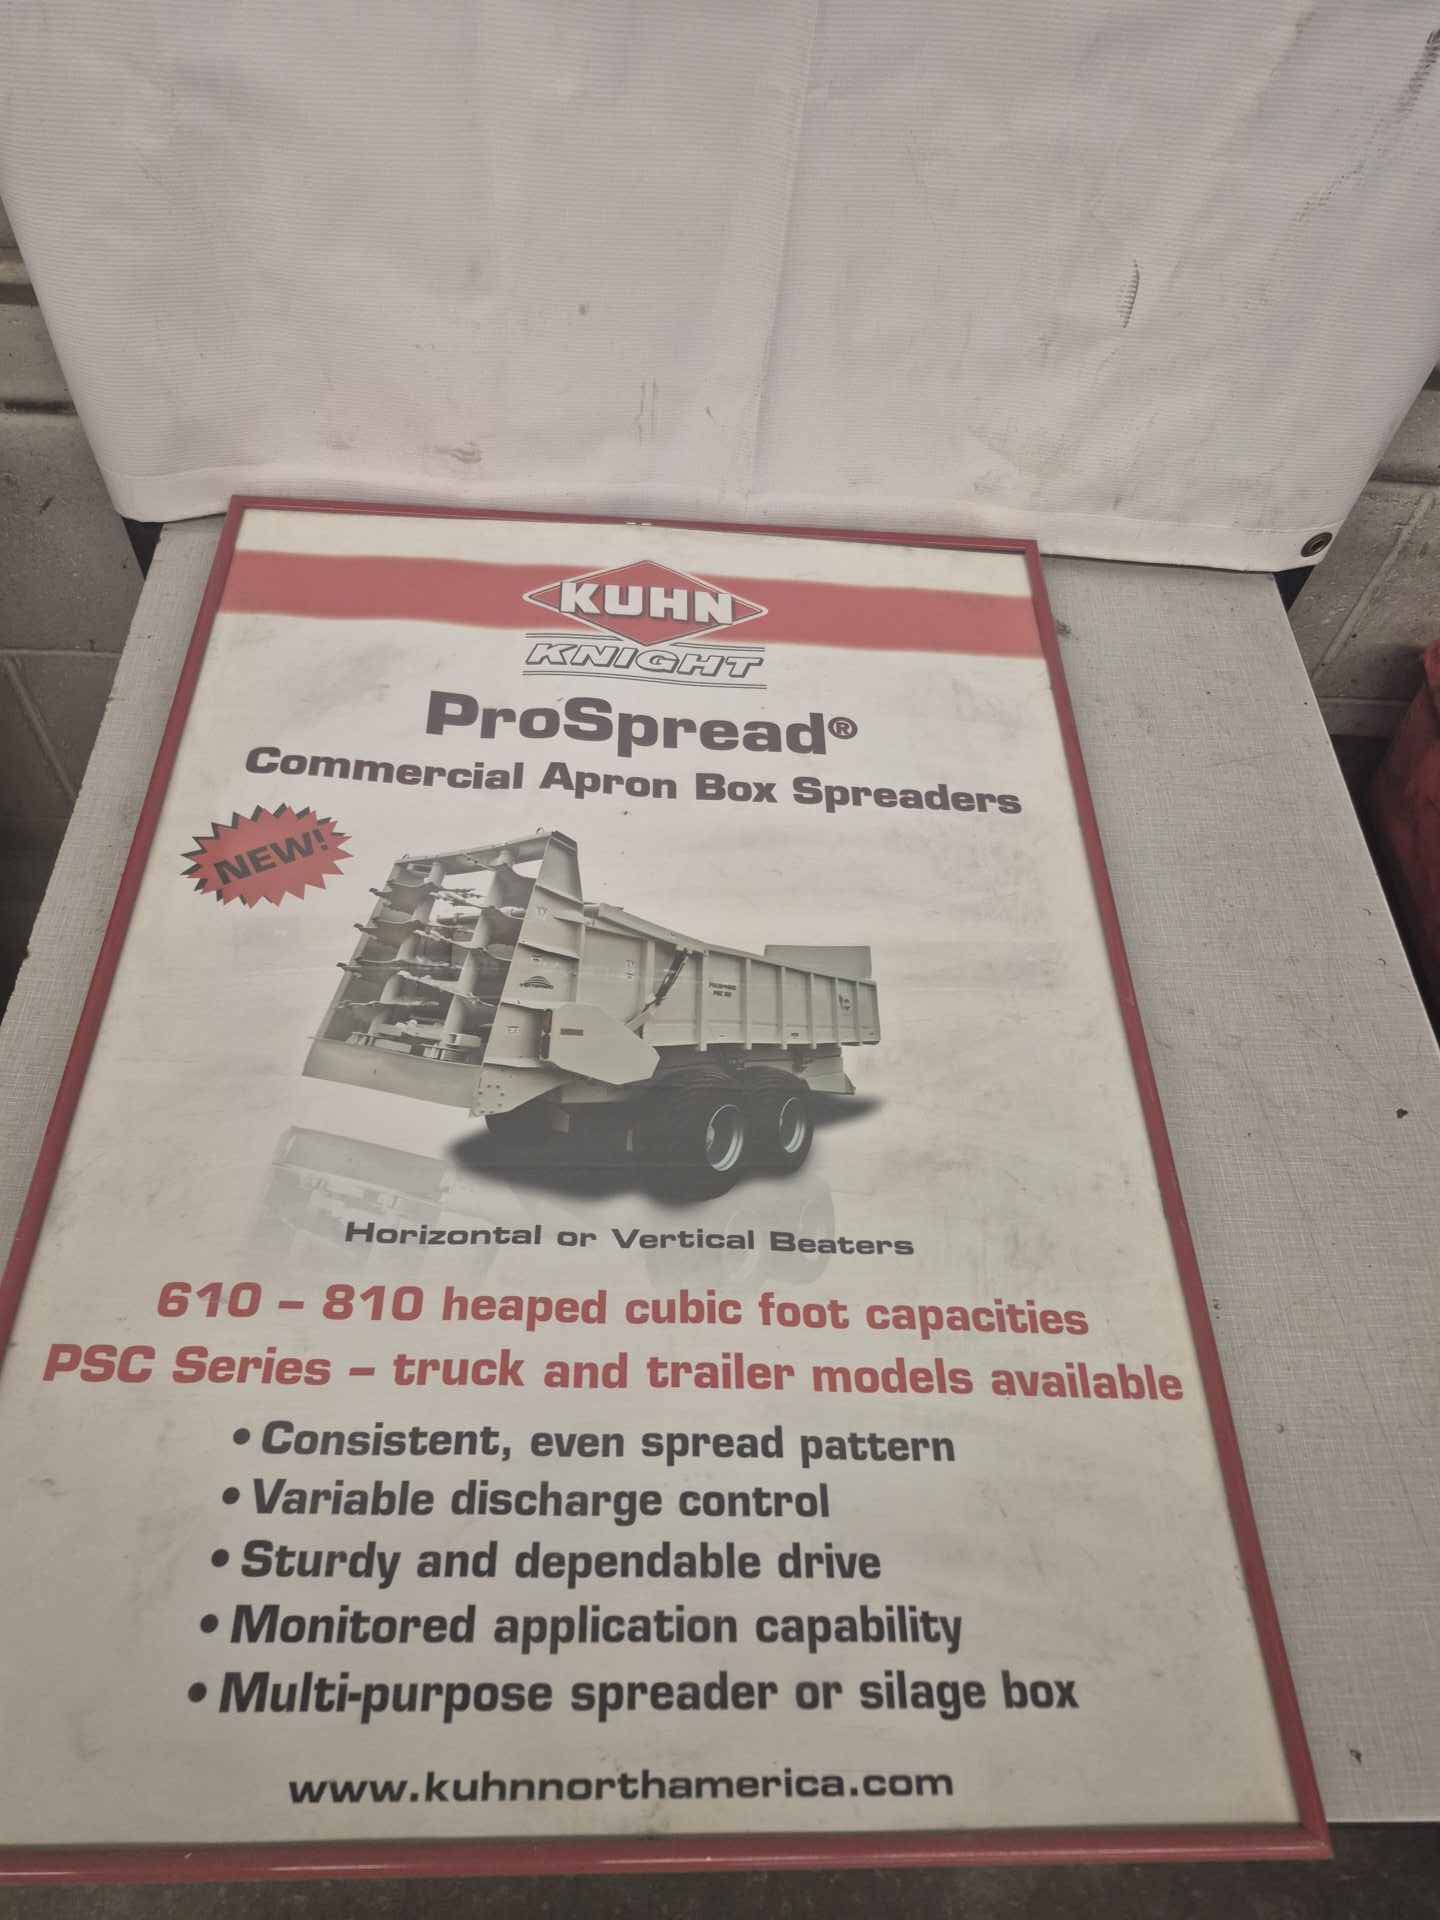 KUHN
KNIGHT
ProSpread®
Commercial Apron Box Spreaders
NEW!
Horizontal or Vertical Beaters
610 – 810 heaped cubic foot capacities
PSC Series – truck and trailer models available
• Consistent, even spread pattern
• Variable discharge control
• Sturdy and dependable drive
• Monitored application capability
• Multi-purpose spreader or silage box
www.kuhnnorthamerica.com